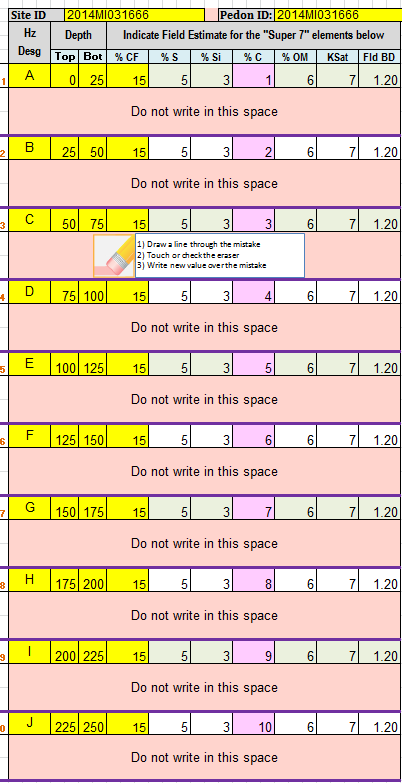 Site ID 2014MI031666 Pedon ID: 2014MI031666
Hz Desg Depth Indicate Field Estimate for the "Super 7" elements below
Top Bot % CF % S % Si % C % OM KSat Fld BD
1 A 0 25 15 5 3 1 6 7 1.20
Do not write in this space
2 B 25 50 15 5 3 2 6 7 1.20
Do not write in this space
3 C 50 75 15 5 3 3 6 7 1.20
1) Draw a line through the mistake
2) Touch or check the eraser
3) Write new value over the mistake
4 D 75 100 15 5 3 4 6 7 1.20
Do not write in this space
5 E 100 125 15 5 3 5 6 7 1.20
Do not write in this space
6 F 125 150 15 5 3 6 6 7 1.20
Do not write in this space
7 G 150 175 15 5 3 7 6 7 1.20
Do not write in this space
8 H 175 200 15 5 3 8 6 7 1.20
Do not write in this space
9 I 200 225 15 5 3 9 6 7 1.20
Do not write in this space
0 J 225 250 15 5 3 10 6 7 1.20
Do not write in this space